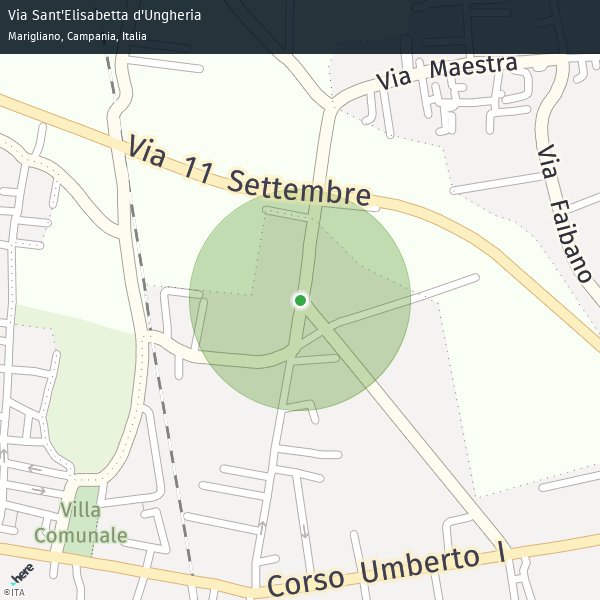 Via Sant'Elisabetta d'Ungheria
Marigliano, Campania, Italia
Via Maestra
Via 11 Settembre
Via Faibano
Villa
Comunale
Corso Umberto I
here
©ITA